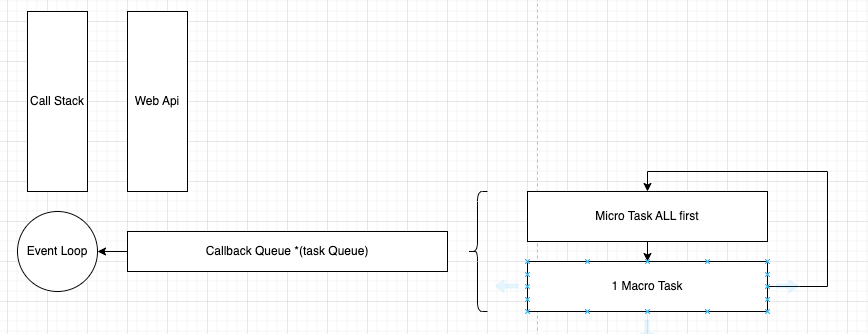 Call Stack
Web Api
Micro Task ALL first
Event Loop
Callback Queue *(task Queue)
1 Macro Task